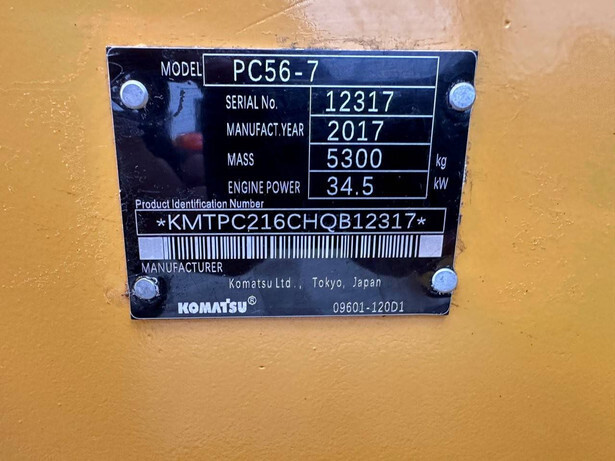 MODEL PC56-7
SERIAL No. 12317
MANUFACT.YEAR 2017
MASS 5300 kg
ENGINE POWER 34.5 kW
Product Identification Number
*KMTPC216CHQB12317*
MANUFACTURER
Komatsu Ltd., Tokyo, Japan
KOMATSU® 09601-120D1